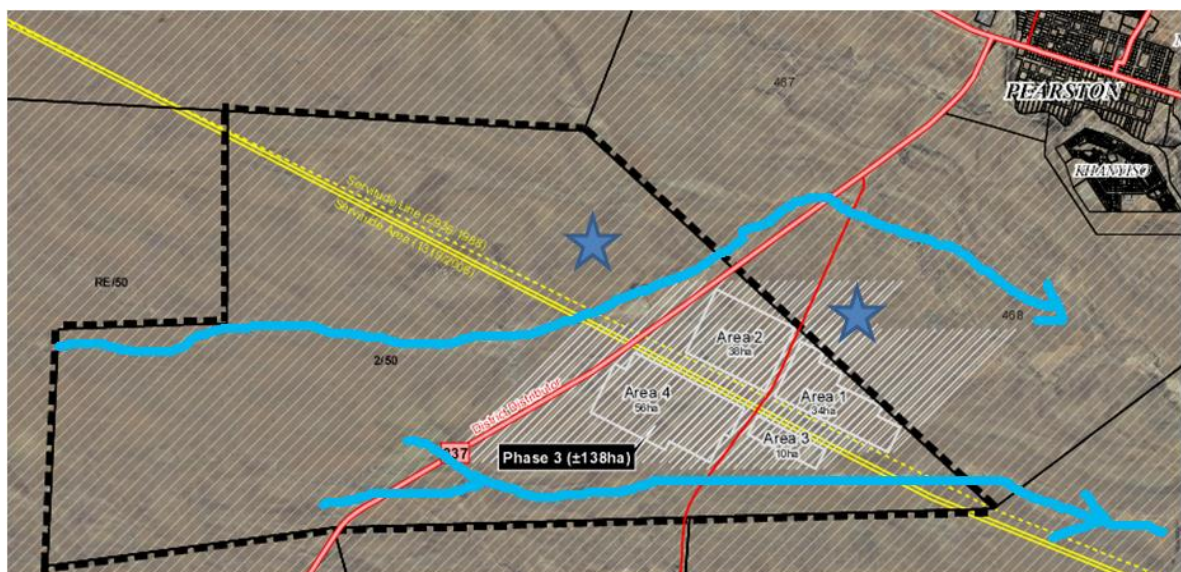 467
PEARSTON
KHANYISO
Servitude Line (2936/1988)
Servitude Area (1319/2008)
RE/50
468
Area 2
38ha
2/50
Area 1
34ha
Area 4
56ha
District Distributor
Area 3
10ha
337
Phase 3 (±138ha)